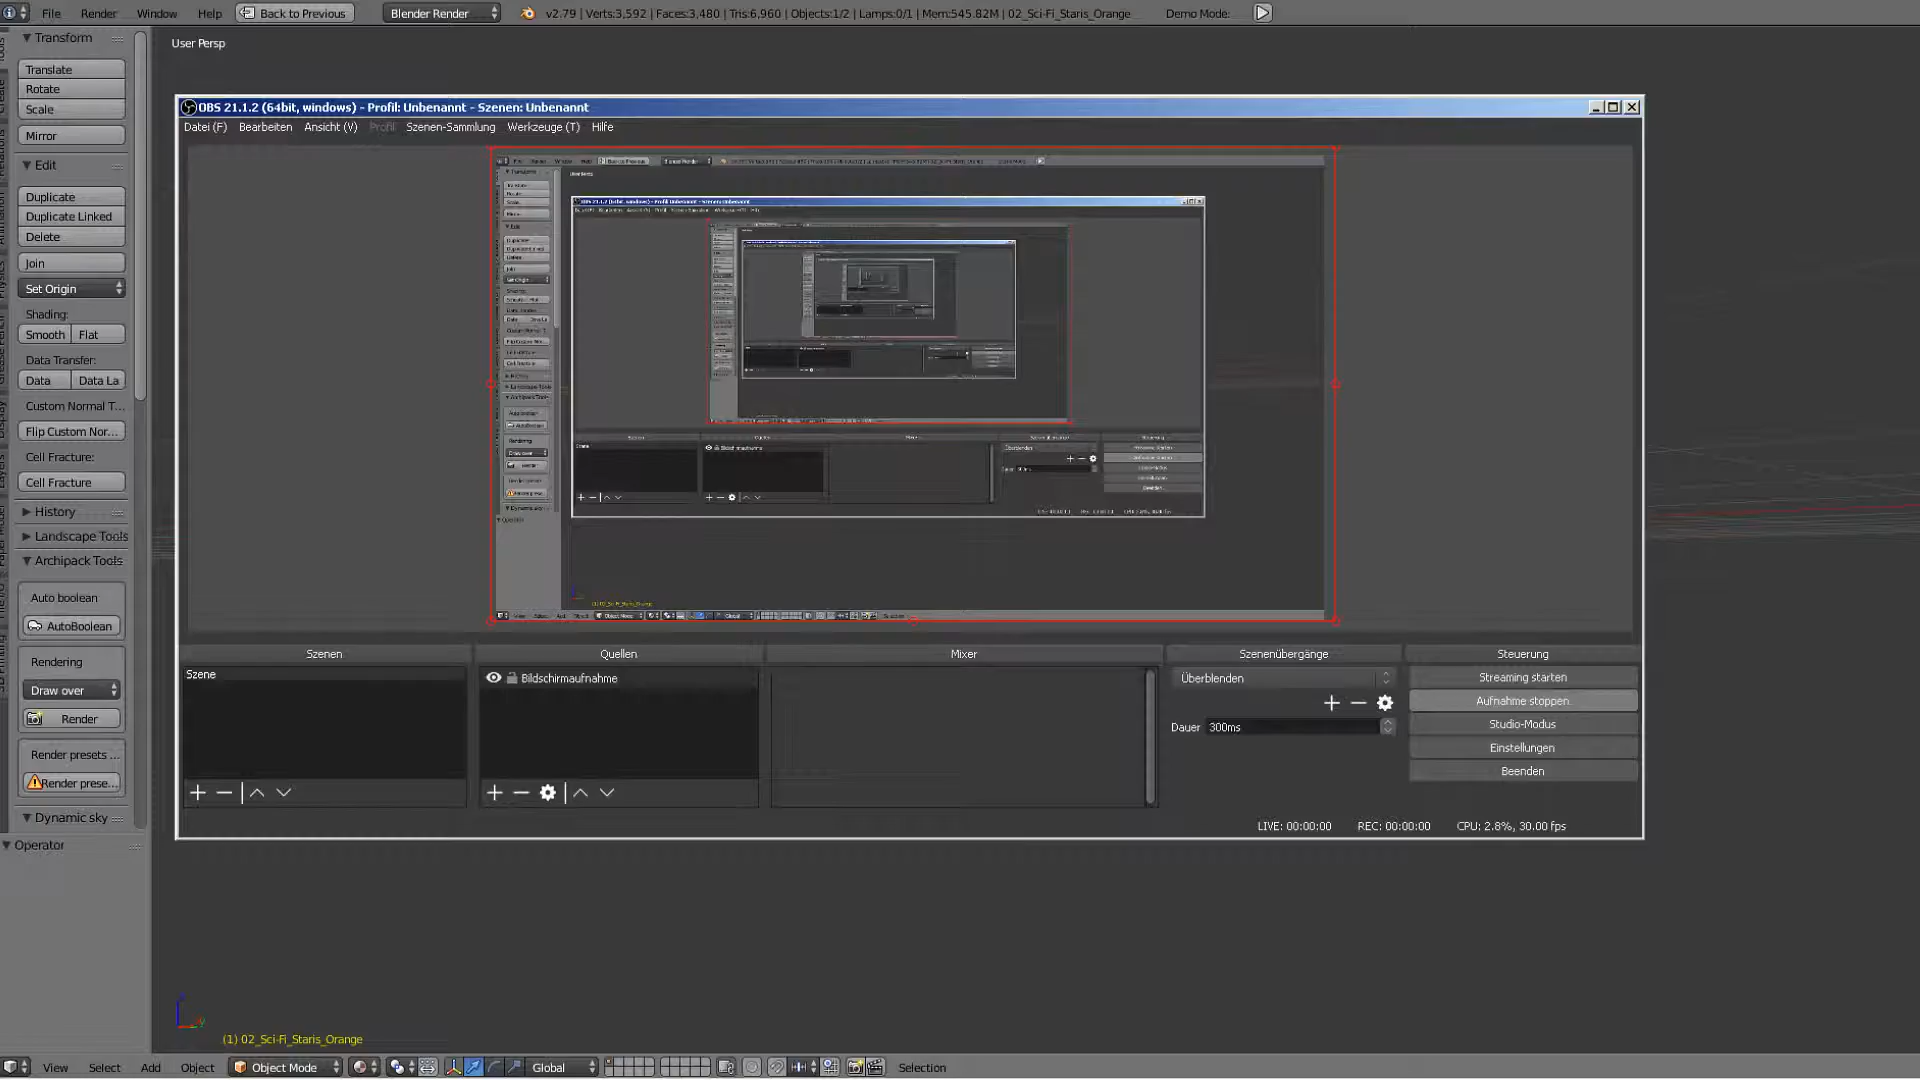 File Render Window Help Back to Previous Blender Render v2.79 | Verts:3,592 | Faces:3,480 | Tris:6,960 | Objects:1/2 | Lamps:0/1 | Mem:545.82M | 02_Sci-Fi_Staris_Orange Demo Mode:
Transform
User Persp
Translate
Rotate
Scale
Mirror
Edit
Duplicate
Duplicate Linked
Delete
Join
Set Origin
Shading:
Smooth Flat
Data Transfer:
Data Data La
Custom Normal T...
Flip Custom Nor...
Cell Fracture:
Cell Fracture
History
Landscape Tools
Archipack Tools
Auto boolean
AutoBoolean
Rendering
Draw over
Render
Render presets ...
Render prese...
Dynamic sky
Operator
OBS 21.1.2 (64bit, windows) - Profil: Unbenannt - Szenen: Unbenannt
Datei (F) Bearbeiten Ansicht (V) Profil Szenen-Sammlung Werkzeuge (T) Hilfe
Szenen Quellen Mixer Szenenübergänge Steuerung
Szene Bildschirmaufnahme Überblenden Streaming starten
Aufnahme stoppen
Dauer 300ms Studio-Modus
Einstellungen
Beenden
LIVE: 00:00:00 REC: 00:00:00 CPU: 2.8%, 30.00 fps
(1) 02_Sci-Fi_Staris_Orange
View Select Add Object Object Mode Global Selection